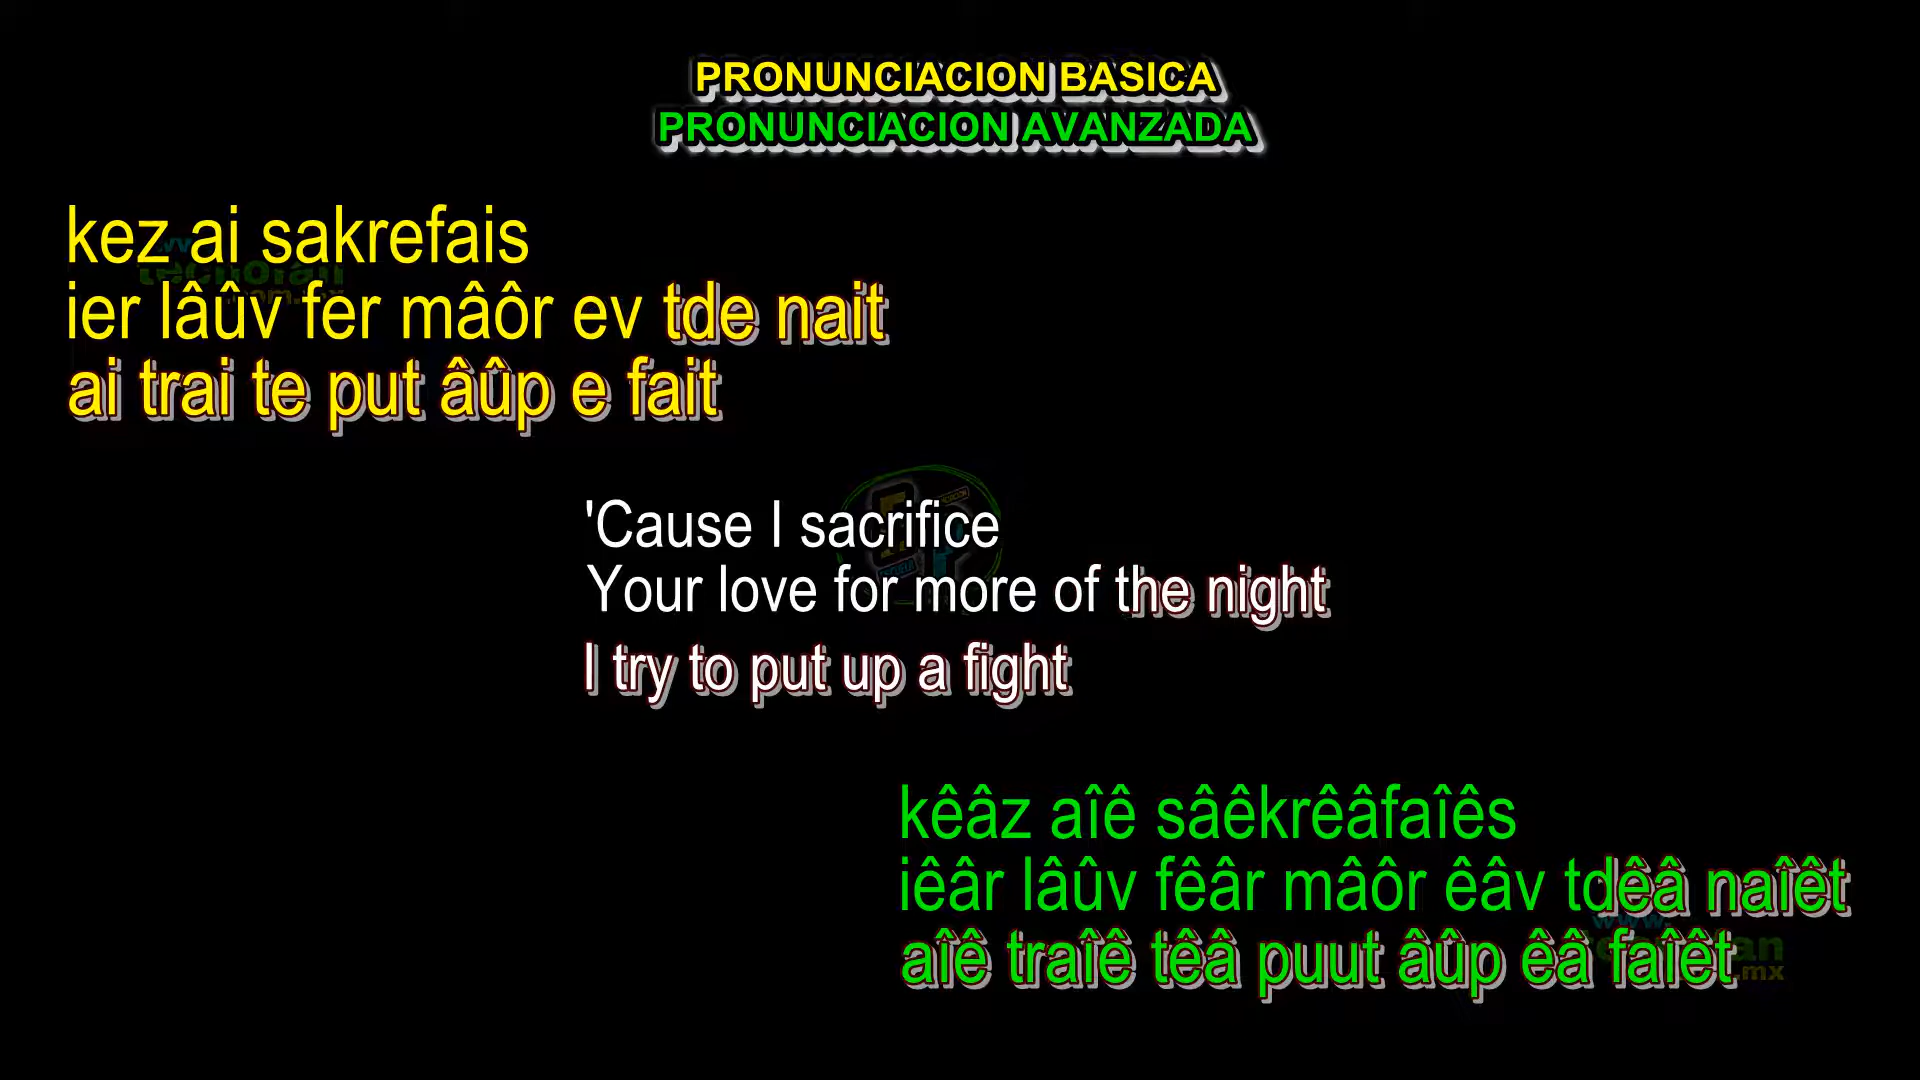 PRONUNCIACION BASICA
PRONUNCIACION AVANZADA
kez ai sakrefais
ier lâûv fer mâôr ev tde nait
ai trai te put âûp e fait
'Cause I sacrifice
Your love for more of the night
I try to put up a fight
kêâz aîê sâêkrêâfaîês
iêâr lâûv fêâr mâôr êâv tdêâ naîêt
aîê traîê têâ puut âûp êâ faîêt